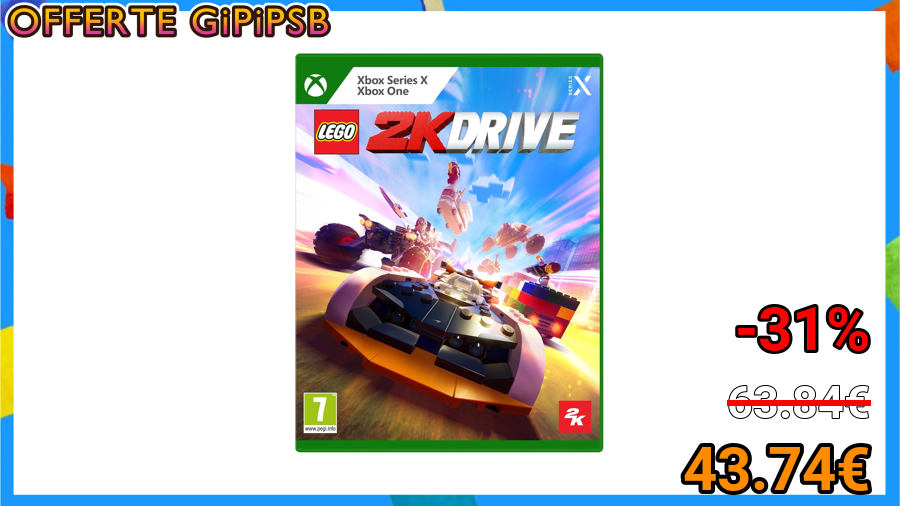 OFFERTE GiPiPSB
Xbox Series X
Xbox One
SERIES X
LEGO
2K DRIVE
7
www.pegi.info
2K
-31%
63.84€
43.74€